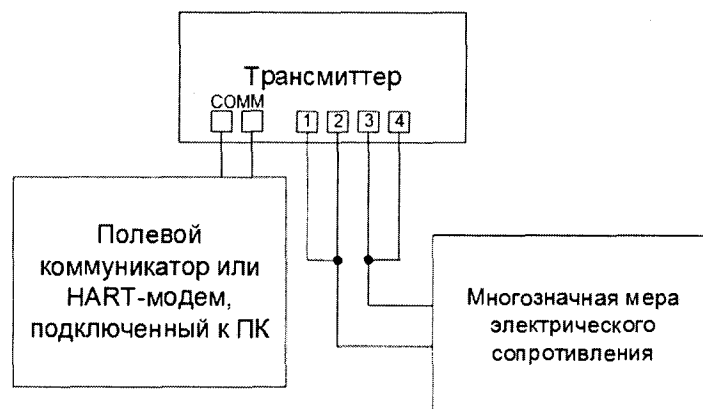 Трансмиттер
COMM
1 2 3 4
Полевой
коммуникатор или
HART-модем,
подключенный к ПК
Многозначная мера
электрического
сопротивления